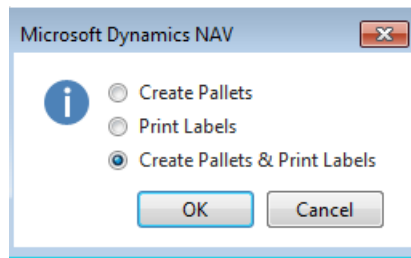 Microsoft Dynamics NAV
Create Pallets
Print Labels
Create Pallets & Print Labels
OK Cancel